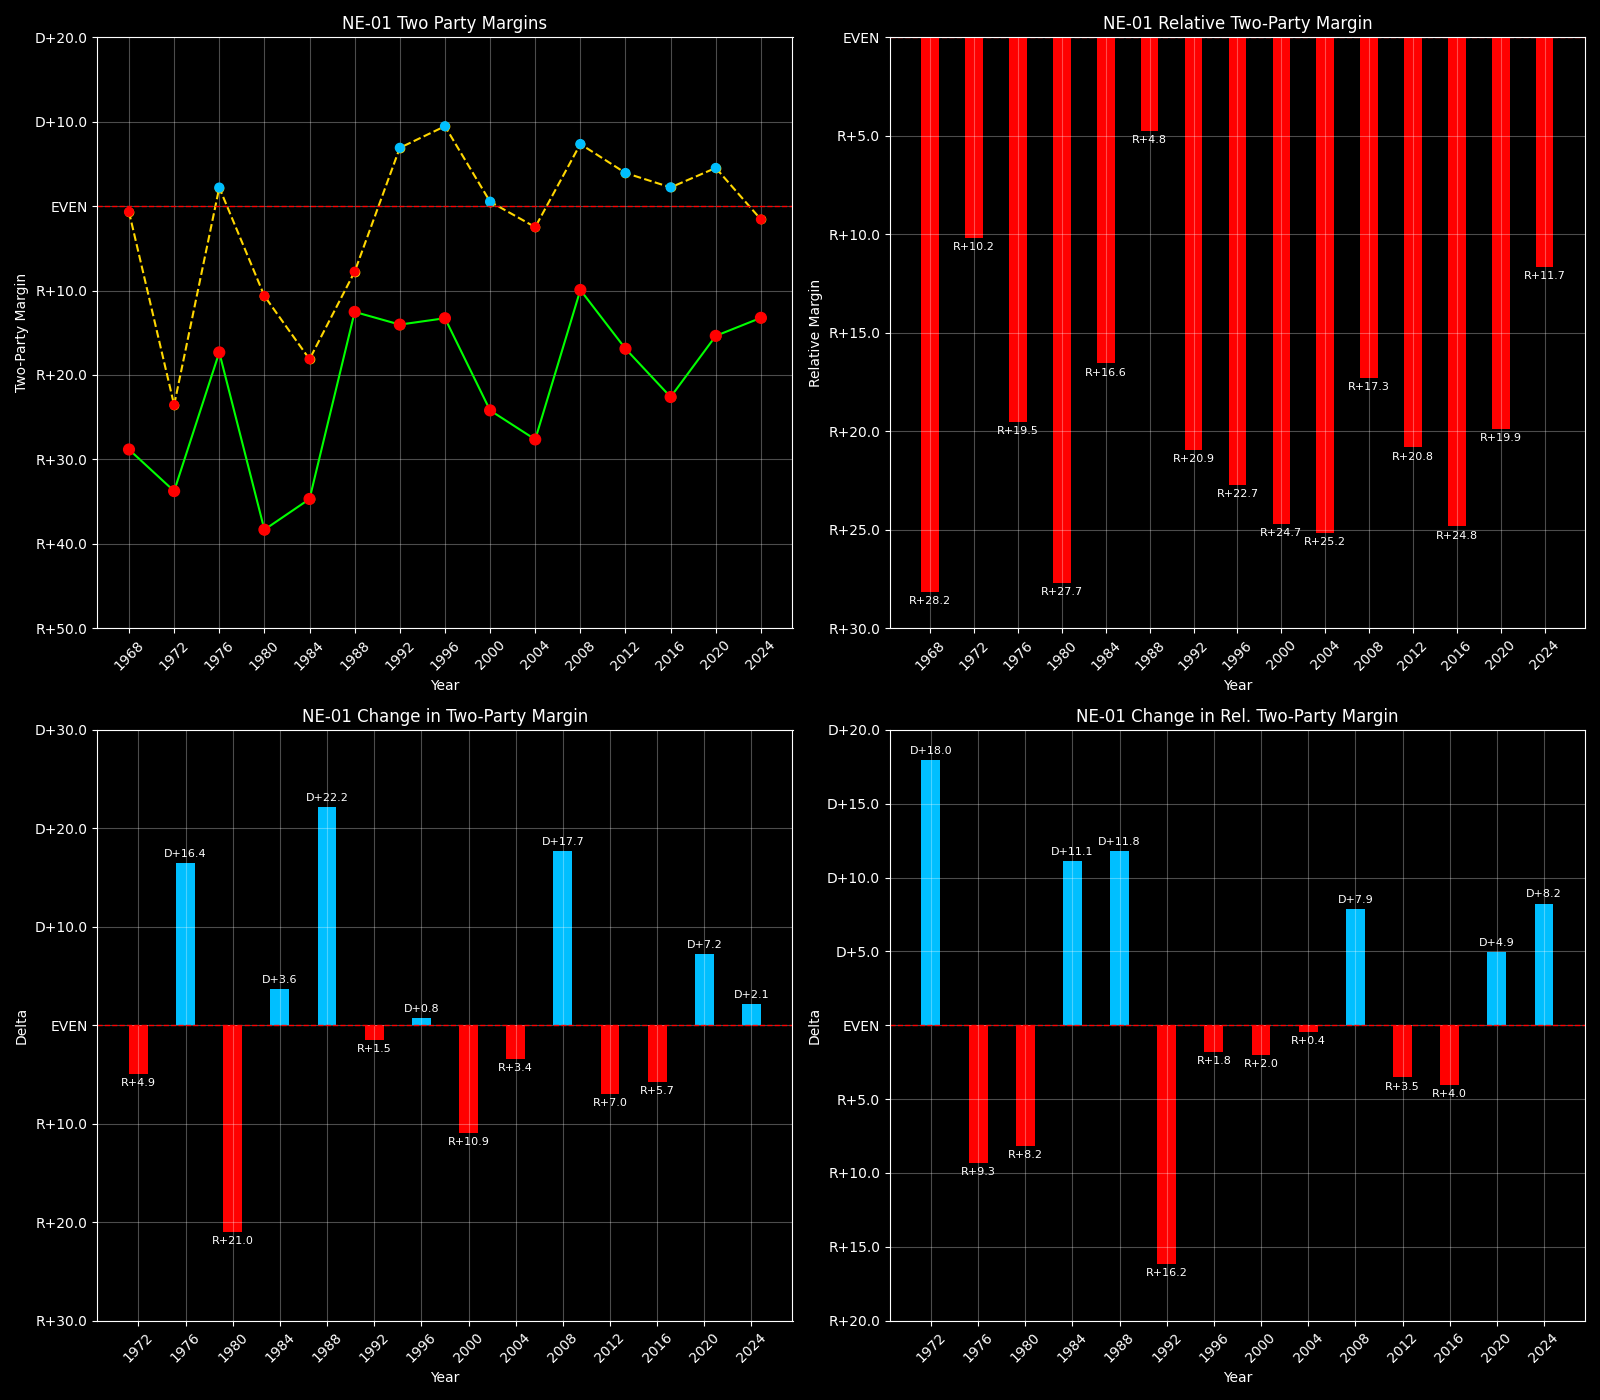 NE-01 Two Party Margins
D+20.0
D+10.0
EVEN
R+10.0
R+20.0
R+30.0
R+40.0
R+50.0
Two-Party Margin
1968 1972 1976 1980 1984 1988 1992 1996 2000 2004 2008 2012 2016 2020 2024
Year
NE-01 Relative Two-Party Margin
EVEN
R+5.0
R+10.0
R+15.0
R+20.0
R+25.0
R+30.0
Relative Margin
R+28.2
R+10.2
R+19.5
R+27.7
R+16.6
R+4.8
R+20.9
R+22.7
R+24.7
R+25.2
R+17.3
R+20.8
R+24.8
R+19.9
R+11.7
1968 1972 1976 1980 1984 1988 1992 1996 2000 2004 2008 2012 2016 2020 2024
Year
NE-01 Change in Two-Party Margin
D+30.0
D+20.0
D+10.0
EVEN
R+10.0
R+20.0
R+30.0
Delta
R+4.9
D+16.4
R+21.0
D+3.6
D+22.2
R+1.5
D+0.8
R+10.9
R+3.4
D+17.7
R+7.0
R+5.7
D+7.2
D+2.1
1972 1976 1980 1984 1988 1992 1996 2000 2004 2008 2012 2016 2020 2024
Year
NE-01 Change in Rel. Two-Party Margin
D+20.0
D+15.0
D+10.0
D+5.0
EVEN
R+5.0
R+10.0
R+15.0
R+20.0
Delta
D+18.0
R+9.3
R+8.2
D+11.1
D+11.8
R+16.2
R+1.8
R+2.0
R+0.4
D+7.9
R+3.5
R+4.0
D+4.9
D+8.2
1972 1976 1980 1984 1988 1992 1996 2000 2004 2008 2012 2016 2020 2024
Year